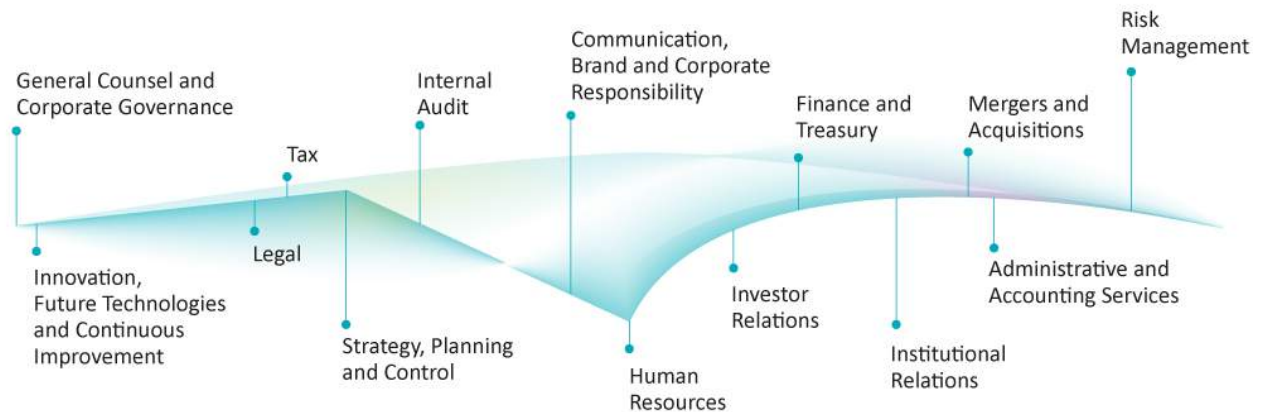 General Counsel and
Corporate Governance
Innovation,
Future Technologies
and Continuous
Improvement
Legal
Tax
Strategy, Planning
and Control
Internal
Audit
Communication,
Brand and Corporate
Responsibility
Human
Resources
Investor
Relations
Finance and
Treasury
Institutional
Relations
Mergers and
Acquisitions
Administrative and
Accounting Services
Risk
Management